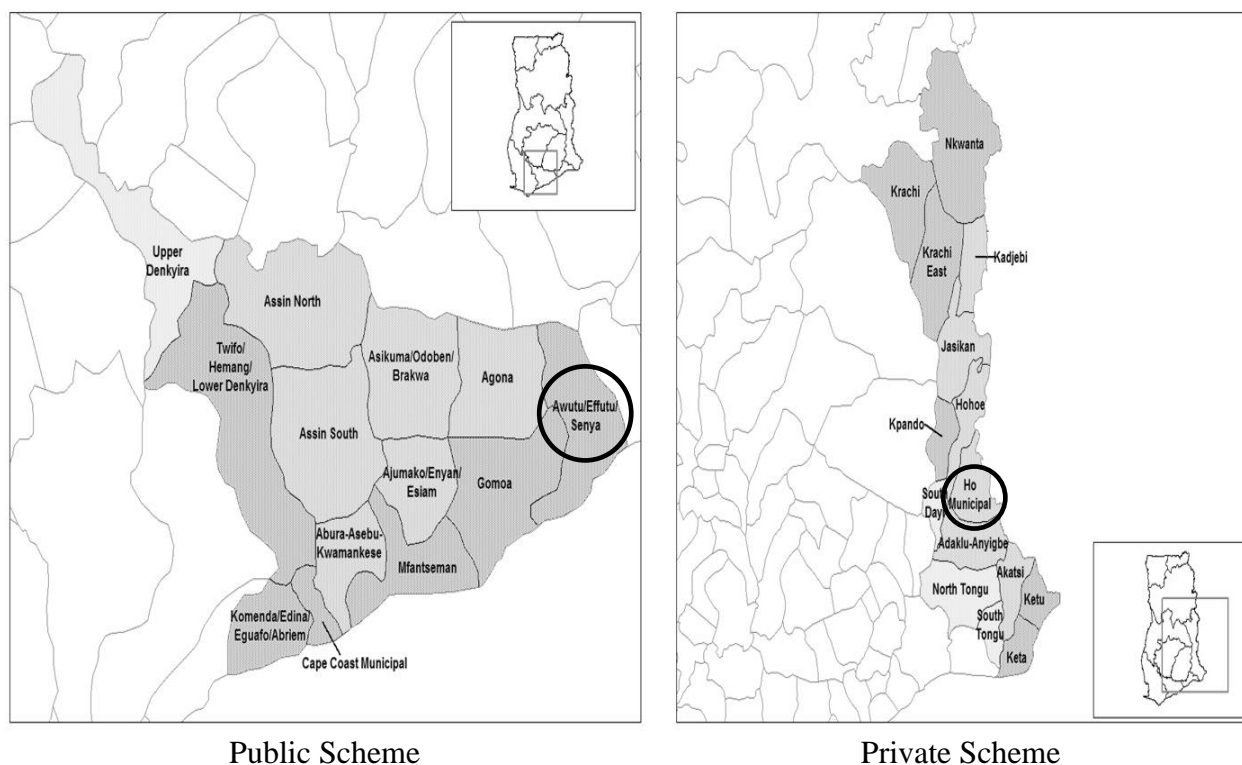 Upper
Denkyira
Assin North
Twifo/
Hemang/
Lower Denkyira
Asikuma/Odoben/
Brakwa
Agona
Awutu/Effutu/
Senya
Assin South
Ajumako/Enyan/
Esiam
Gomoa
Abura-Asebu-
Kwamankese
Mfantseman
Komenda/Edina/
Eguafo/Abriem
Cape Coast Municipal
Public Scheme
Nkwanta
Krachi
Krachi
East
Kadjebi
Jasikan
Hohoe
Kpando
Ho
Municipal
South
Dayi
Adaklu-Anyigbe
North Tongu
Akatsi
Ketu
South
Tongu
Keta
Private Scheme